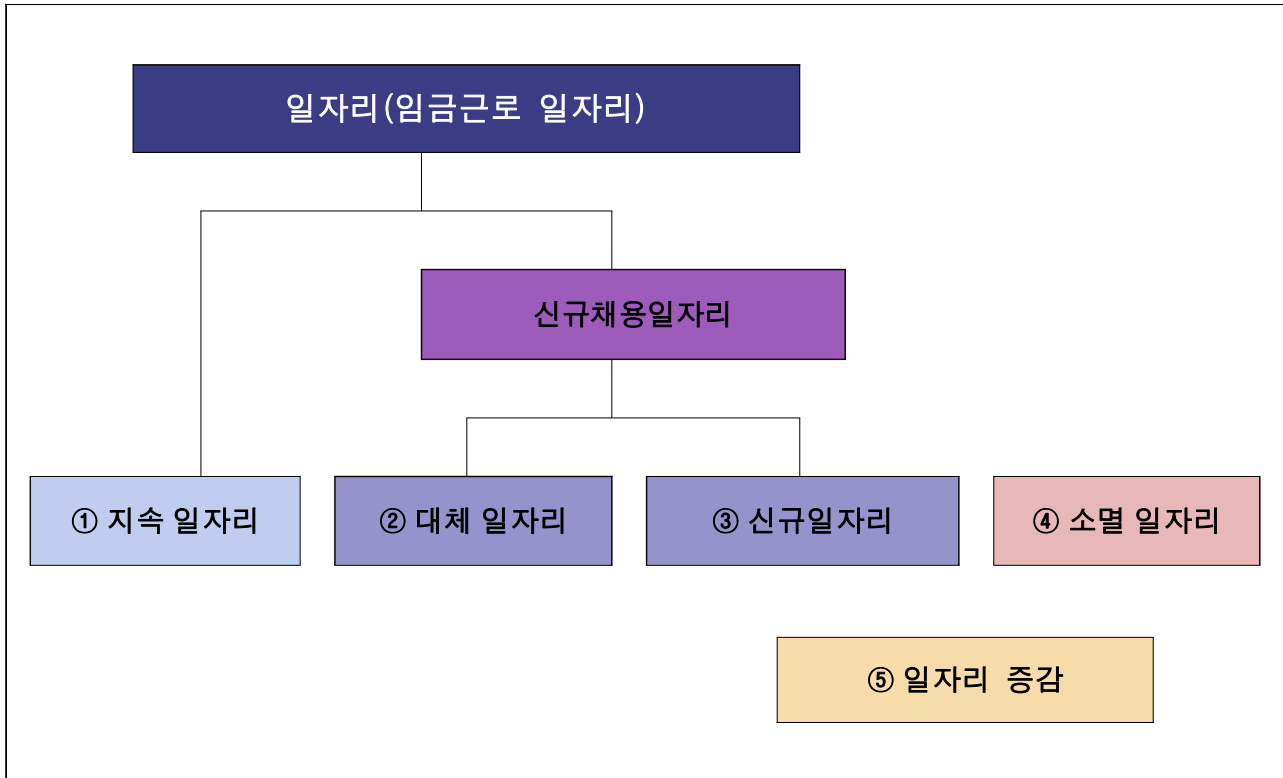 일자리(임금근로 일자리)
신규채용일자리
① 지속 일자리
② 대체 일자리
③ 신규일자리
④ 소멸 일자리
⑤ 일자리 증감